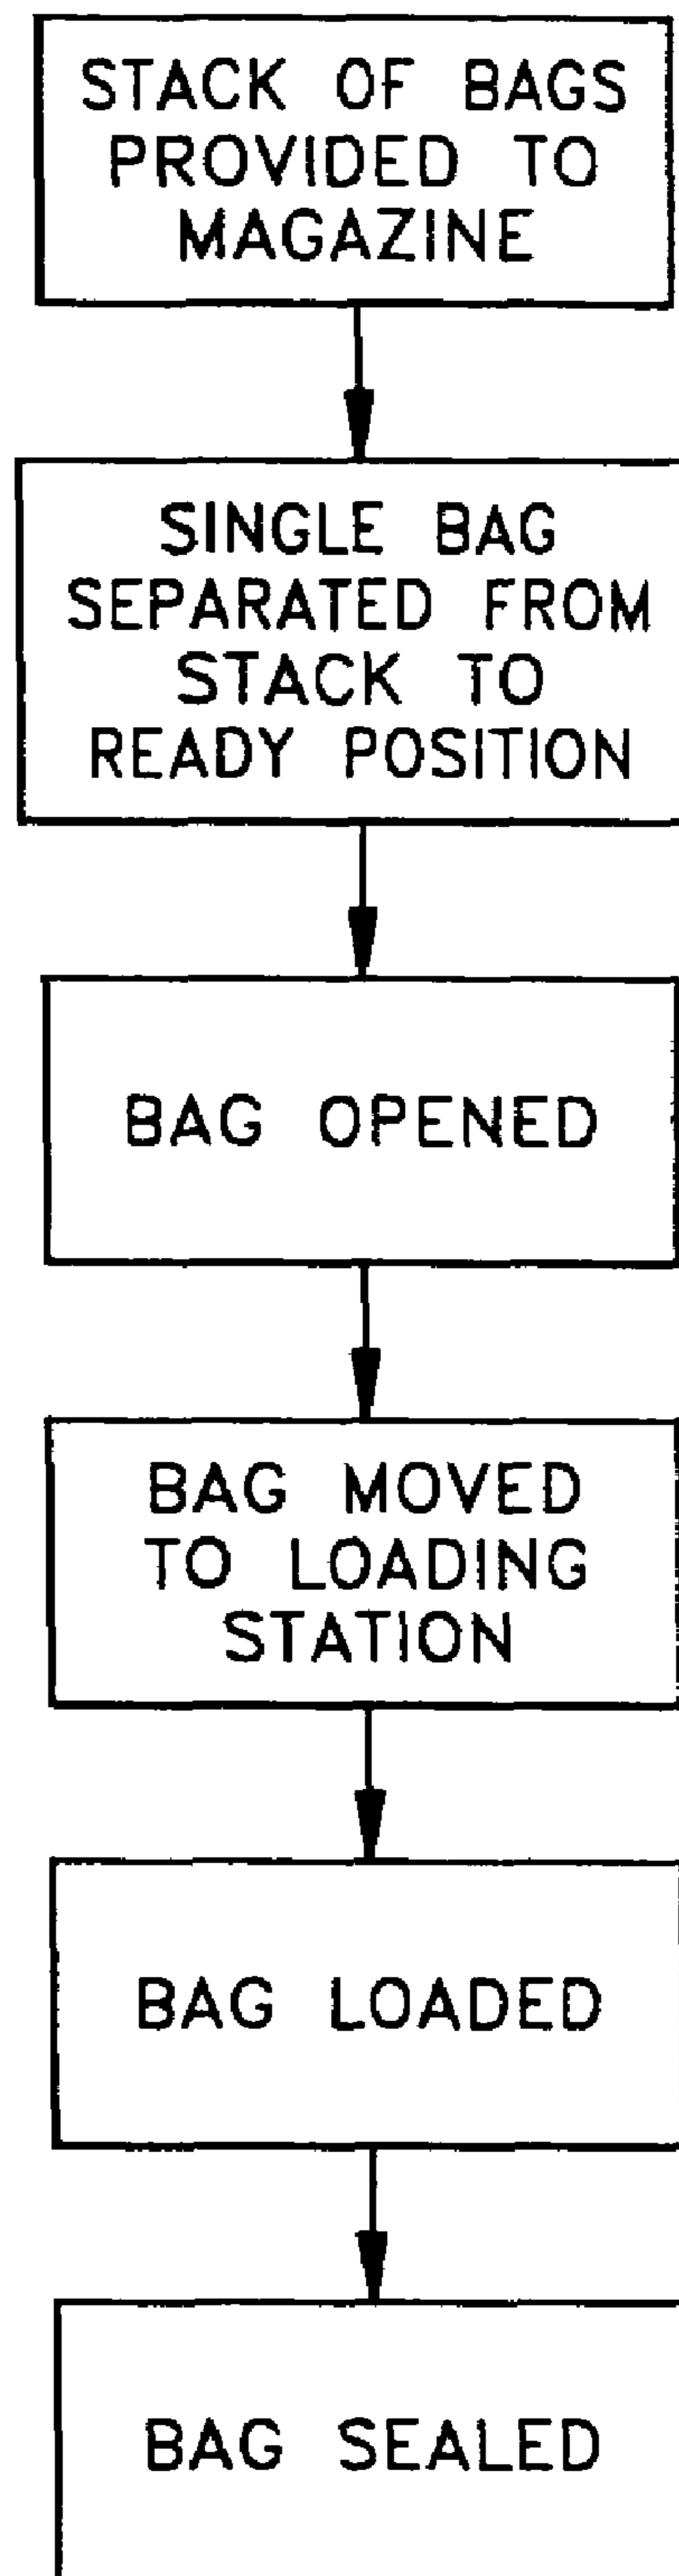 STACK OF BAGS
PROVIDED TO
MAGAZINE
SINGLE BAG
SEPARATED FROM
STACK TO
READY POSITION
BAG OPENED
BAG MOVED
TO LOADING
STATION
BAG LOADED
BAG SEALED